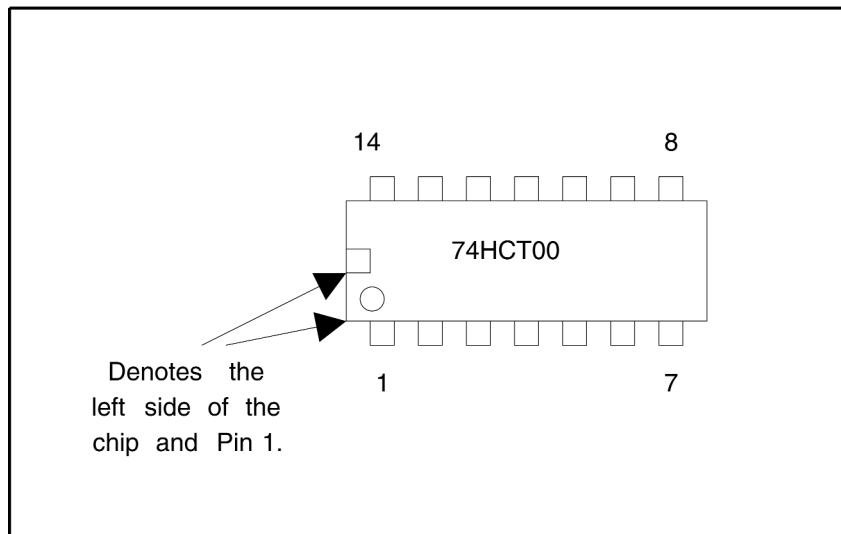 14 8
74HCT00
1 7
Denotes the
left side of the
chip and Pin 1.